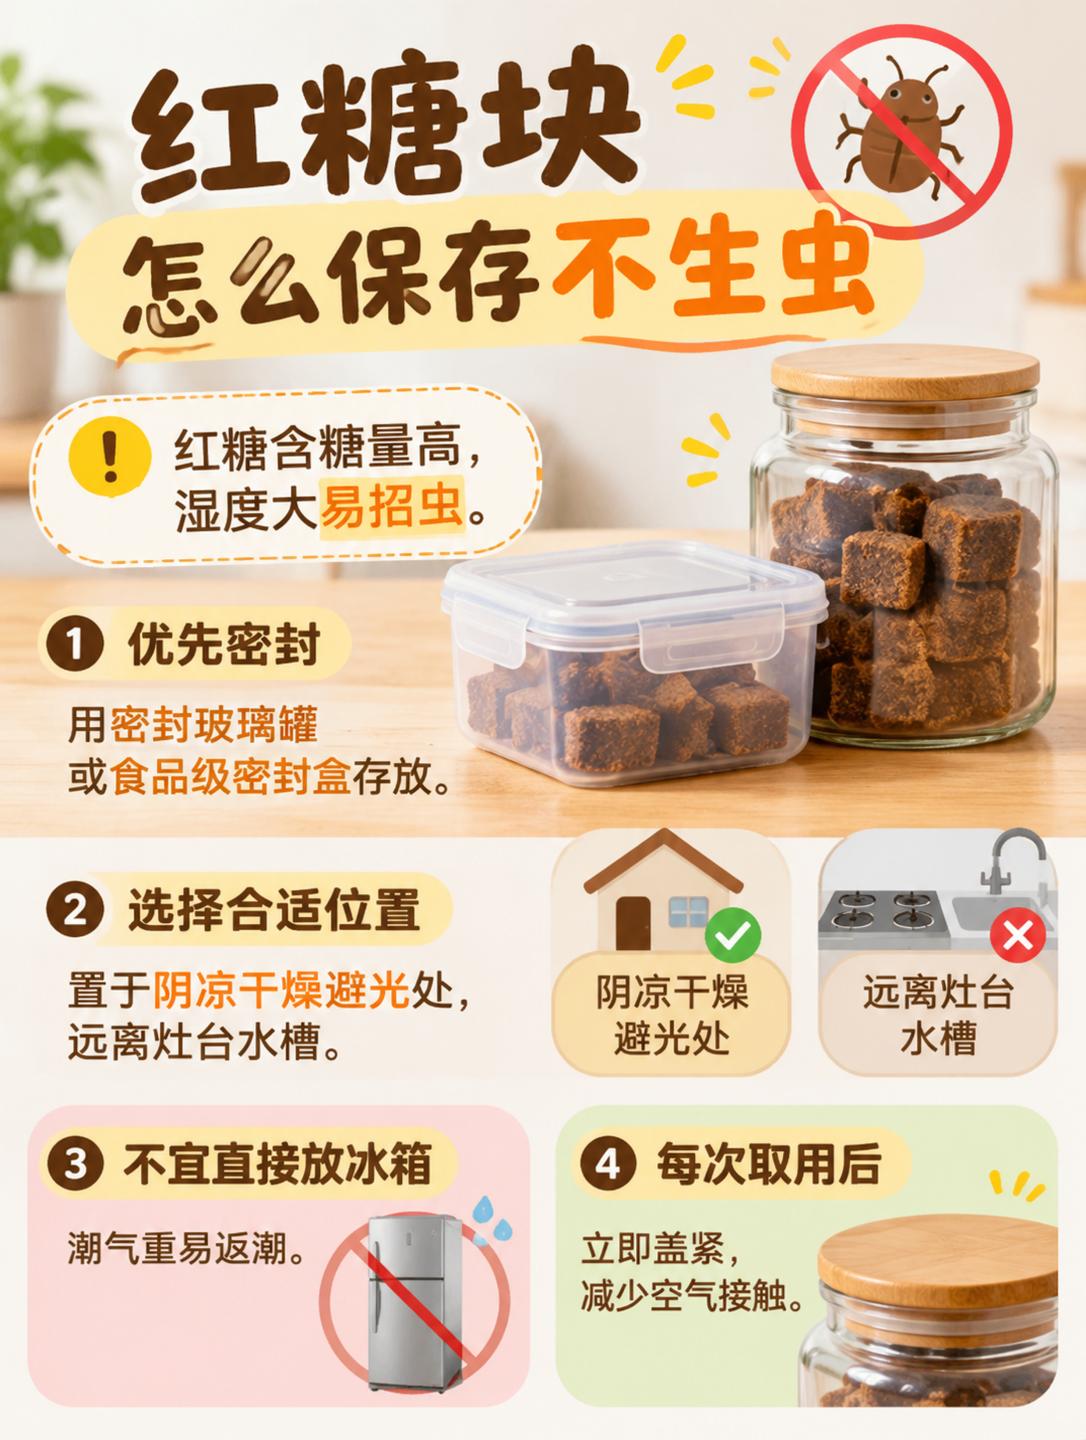 红糖块
怎么保存不生虫
!
红糖含糖量高，
湿度大易招虫。
1 优先密封
用密封玻璃罐
或食品级密封盒存放。
2 选择合适位置
置于阴凉干燥避光处，
远离灶台水槽。
阴凉干燥
避光处
远离灶台
水槽
3 不宜直接放冰箱
潮气重易返潮。
4 每次取用后
立即盖紧，
减少空气接触。